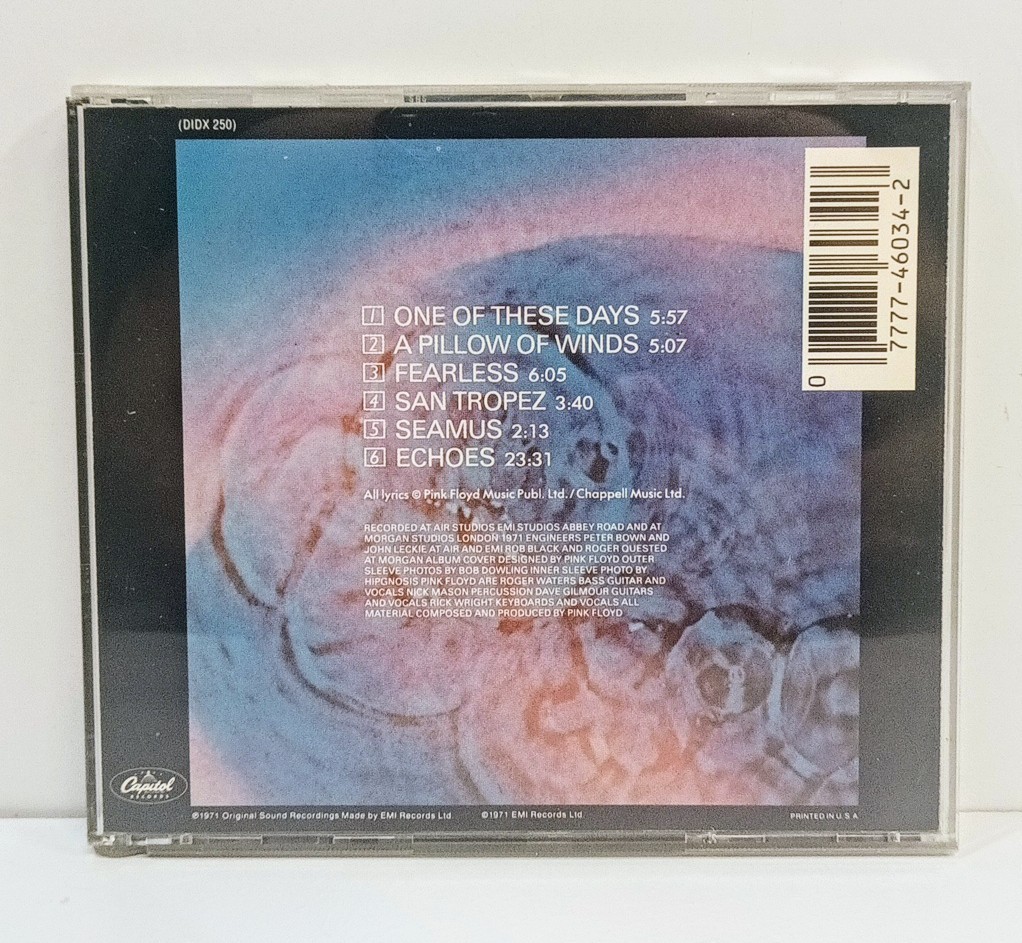 (DIDX 250)
0 77777-46034-2
1 ONE OF THESE DAYS 5:57
2 A PILLOW OF WINDS 5:07
3 FEARLESS 6:05
4 SAN TROPEZ 3:40
5 SEAMUS 2:13
6 ECHOES 23:31
All lyrics © Pink Floyd Music Publ. Ltd. / Chappell Music Ltd.
RECORDED AT AIR STUDIOS EMI STUDIOS ABBEY ROAD AND AT
MORGAN STUDIOS LONDON 1971 ENGINEERS PETER BOWN AND
JOHN LECKIE AT AIR AND EMI ROB BLACK AND ROGER QUESTED
AT MORGAN ALBUM COVER DESIGNED BY PINK FLOYD OUTER
SLEEVE PHOTOS BY BOB DOWLING INNER SLEEVE PHOTO BY
HIPGNOSIS PINK FLOYD ARE ROGER WATERS BASS GUITAR AND
VOCALS NICK MASON PERCUSSION DAVE GILMOUR GUITARS
AND VOCALS RICK WRIGHT KEYBOARDS AND VOCALS ALL
MATERIAL COMPOSED AND PRODUCED BY PINK FLOYD
Capitol
RECORDS
℗1971 Original Sound Recordings Made by EMI Records Ltd ©1971 EMI Records Ltd
PRINTED IN U.S.A